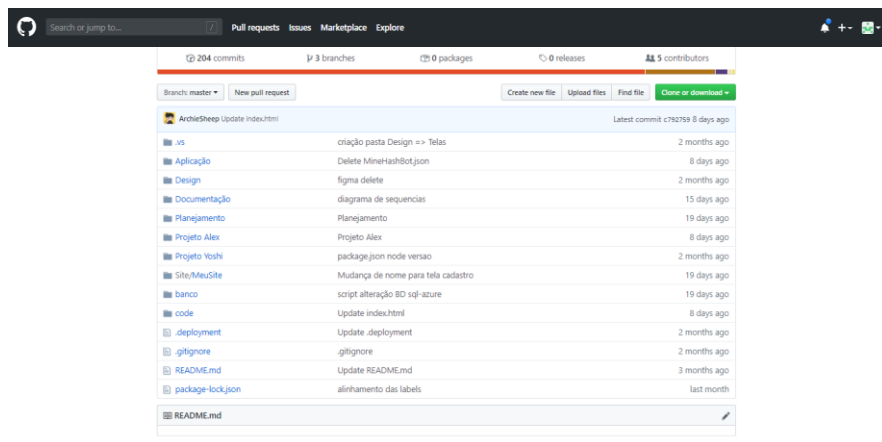 Search or jump to... / Pull requests Issues Marketplace Explore
204 commits 3 branches 0 packages 0 releases 5 contributors
Branch: master New pull request Create new file Upload files Find file Clone or download
ArchieSheep Update index.html Latest commit c792759 8 days ago
.vs criação pasta Design => Telas 2 months ago
Aplicação Delete MineHashBot.json 8 days ago
Design figma delete 2 months ago
Documentação diagrama de sequencias 15 days ago
Planejamento Planejamento 19 days ago
Projeto Alex Projeto Alex 8 days ago
Projeto Yoshi package.json node versao 2 months ago
Site/MeuSite Mudança de nome para tela cadastro 19 days ago
banco script alteração BD sql-azure 19 days ago
code Update index.html 8 days ago
.deployment Update .deployment 2 months ago
.gitignore .gitignore 2 months ago
README.md Update README.md 3 months ago
package-lock.json alinhamento das labels last month
README.md